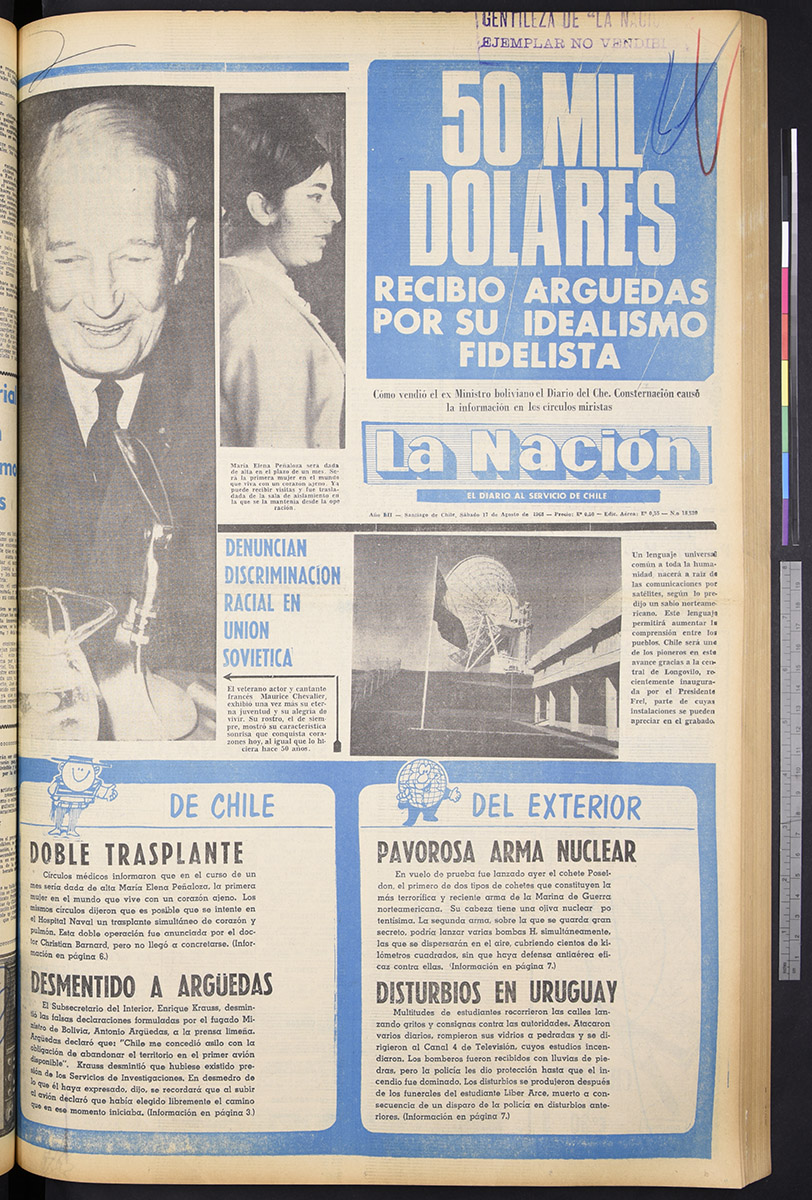 GENTILEZA DE "LA NACIO
EJEMPLAR NO VENDIBL
50 MIL
DOLARES
RECIBIO ARGUEDAS
POR SU IDEALISMO
FIDELISTA
Cómo vendió el ex Ministro boliviano el Diario del Che. Consternación causó
la información en los círculos miristas
La Nación
EL DIARIO AL SERVICIO DE CHILE
Santiago de Chile, Sábado 17 de Agosto de 1968 — Precio: Eº 0,50 — Edic. Aérea: Eº 0,55 —
María Elena Peñaloza será dada
de alta en el plazo de un mes. Se-
rá la primera mujer en el mundo
que viva con un corazón ajeno. Ya
puede recibir visitas y fue trasla-
dada de la sala de aislamiento en
la que se la mantenía desde la ope
ración.
DENUNCIAN
DISCRIMINACION
RACIAL EN
UNION
SOVIETICA
El veterano actor y cantante
francés Maurice Chevalier,
exhibió una vez más su eter-
na juventud y su alegría de
vivir. Su rostro, el de siem-
pre, mostró su característica
sonrisa que conquista cora-
zones hoy, al igual que lo hi-
ciera hace 50 años.
Un lenguaje universal
común a toda la huma-
nidad nacerá a raíz de
las comunicaciones por
satélites, según lo pre-
dijo un sabio norteame-
ricano. Este lenguaje
permitirá aumentar la
comprensión entre los
pueblos. Chile será uno
de los pioneros en este
avance gracias a la cen-
tral de Longovilo, re-
cientemente inaugura-
da por el Presidente
Frei, parte de cuyas
instalaciones se pueden
apreciar en el grabado.
DE CHILE
DOBLE TRASPLANTE
Círculos médicos informaron que en el curso de un
mes sería dada de alta María Elena Peñaloza, la primera
mujer en el mundo que vive con un corazón ajeno. Los
mismos círculos dijeron que es posible que se intente en
el Hospital Naval un trasplante simultáneo de corazón y
pulmón. Esta doble operación fue anunciada por el doc-
tor Christian Barnard, pero no llegó a concretarse. (Infor-
mación en página 6.)
DESMENTIDO A ARGÜEDAS
El Subsecretario del Interior, Enrique Krauss, desmin-
tió las falsas declaraciones formuladas por el fugado Mi-
nistro de Bolivia, Antonio Argüedas, a la prensa limeña.
Argüedas declaró que: "Chile me concedió asilo con la
obligación de abandonar el territorio en el primer avión
disponible". Krauss desmintió que hubiese existido pre-
sión de los Servicios de Investigaciones. En desmedro de
lo que él haya expresado, dijo, se recordará que al subir
al avión declaró que había elegido libremente el camino
que en ese momento iniciaba. (Información en página 3.)
DEL EXTERIOR
PAVOROSA ARMA NUCLEAR
En vuelo de prueba fue lanzado ayer el cohete Posei-
don, el primero de dos tipos de cohetes que constituyen la
más terrorífica y reciente arma de la Marina de Guerra
norteamericana. Su cabeza tiene una ojiva nuclear po
tentísima. La segunda arma, sobre la que se guarda gran
secreto, podría lanzar varias bombas H. simultáneamente,
las que se dispersarán en el aire, cubriendo cientos de ki-
lómetros cuadrados, sin que haya defensa antiaérea efi-
caz contra ellas. (Información en página 7.)
DISTURBIOS EN URUGUAY
Multitudes de estudiantes recorrieron las calles lan-
zando gritos y consignas contra las autoridades. Atacaron
varios diarios, rompieron sus vidrios a pedradas y se di-
rigieron al Canal 4 de Televisión, cuyos estudios incen-
diaron. Los bomberos fueron recibidos con lluvias de pie-
dras, pero la policía les dio protección hasta que el in-
cendio fue dominado. Los disturbios se produjeron después
de los funerales del estudiante Liber Arce, muerto a con-
secuencia de un disparo de la policía en disturbios ante-
riores. (Información en página 7.)